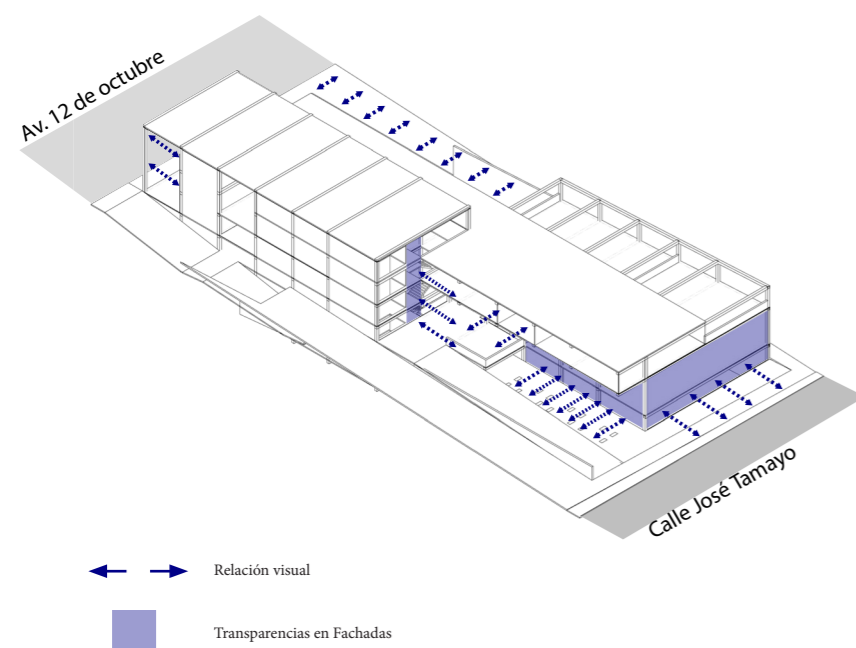 Av. 12 de octubre
Calle José Tamayo
Relación visual
Transparencias en Fachadas